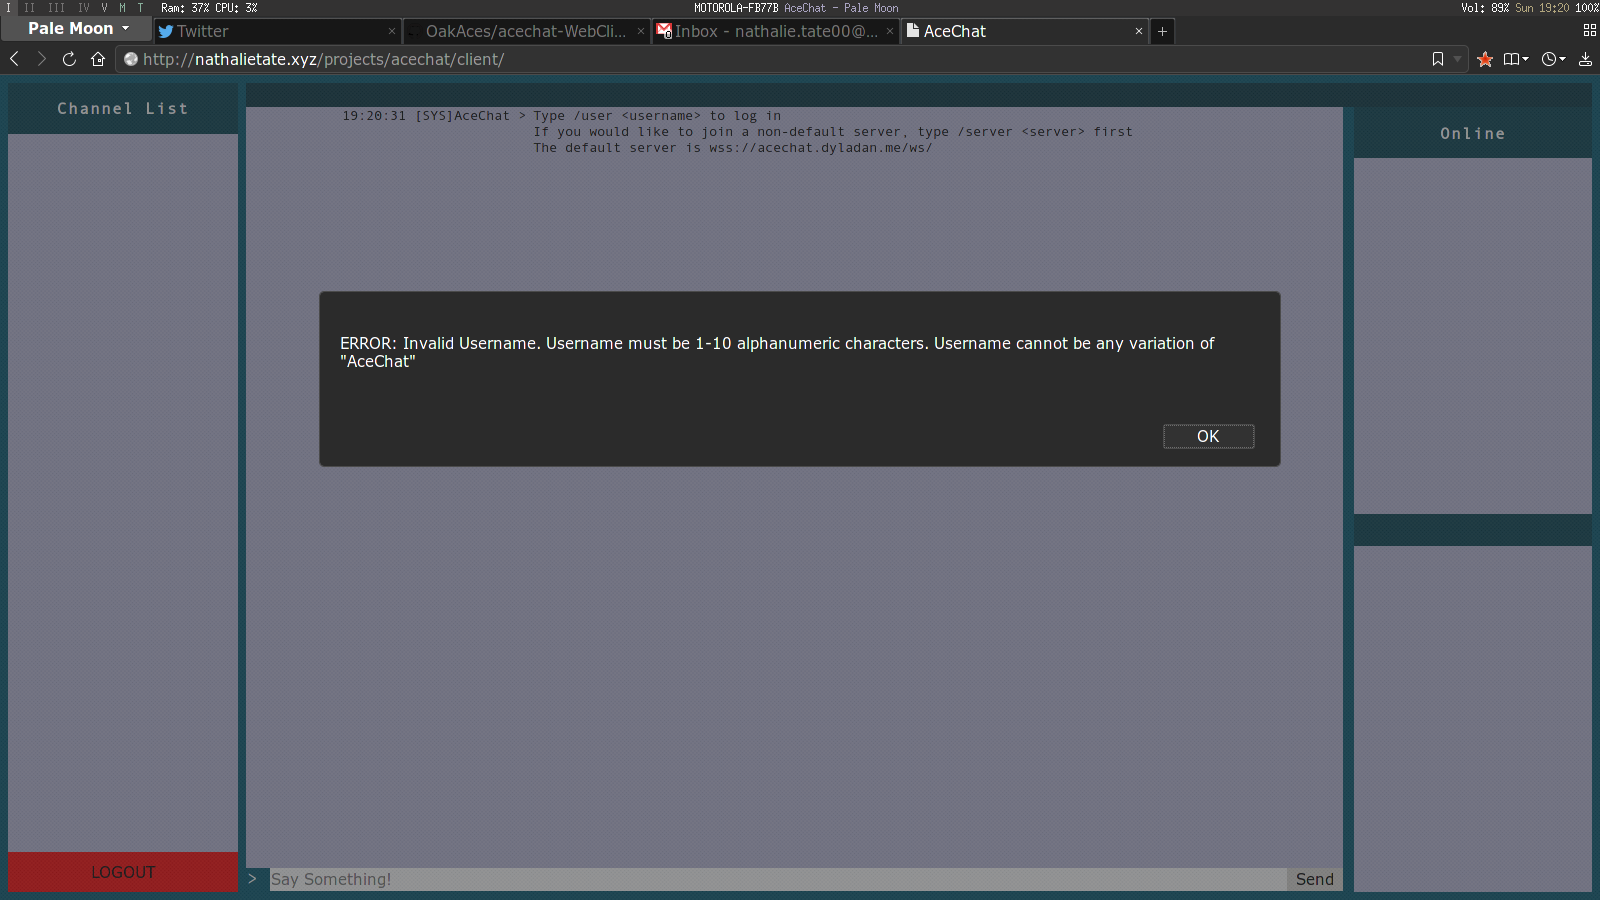 I II III IV V M T Ram: 37% CPU: 3% MOTOROLA-FB77B AceChat - Pale Moon Vol: 89% Sun 19:20 100%
Pale Moon Twitter × OakAces/acechat-WebCli... × Inbox - nathalie.tate00@... × AceChat × +
http://nathalietate.xyz/projects/acechat/client/
Channel List
19:20:31 [SYS]AceChat > Type /user <username> to log in
If you would like to join a non-default server, type /server <server> first
The default server is wss://acechat.dyladan.me/ws/
Online
ERROR: Invalid Username. Username must be 1-10 alphanumeric characters. Username cannot be any variation of
"AceChat"
OK
LOGOUT
> Say Something! Send